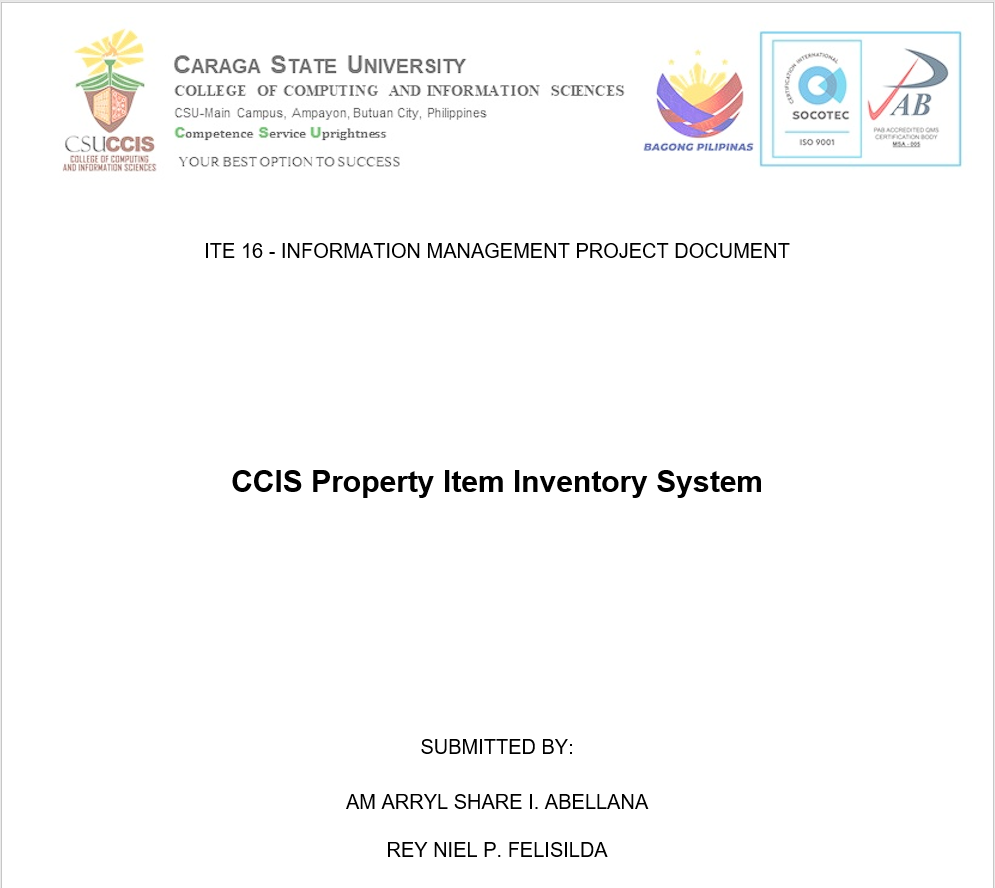 CSUCCIS
COLLEGE OF COMPUTING
AND INFORMATION SCIENCES
CARAGA STATE UNIVERSITY
COLLEGE OF COMPUTING AND INFORMATION SCIENCES
CSU-Main Campus, Ampayon, Butuan City, Philippines
Competence Service Uprightness
YOUR BEST OPTION TO SUCCESS
BAGONG PILIPINAS
CERTIFICATION INTERNATIONAL
SOCOTEC
ISO 9001
PAB
PAB ACCREDITED QMS
CERTIFICATION BODY
MSA - 005
ITE 16 - INFORMATION MANAGEMENT PROJECT DOCUMENT
CCIS Property Item Inventory System
SUBMITTED BY:
AM ARRYL SHARE I. ABELLANA
REY NIEL P. FELISILDA